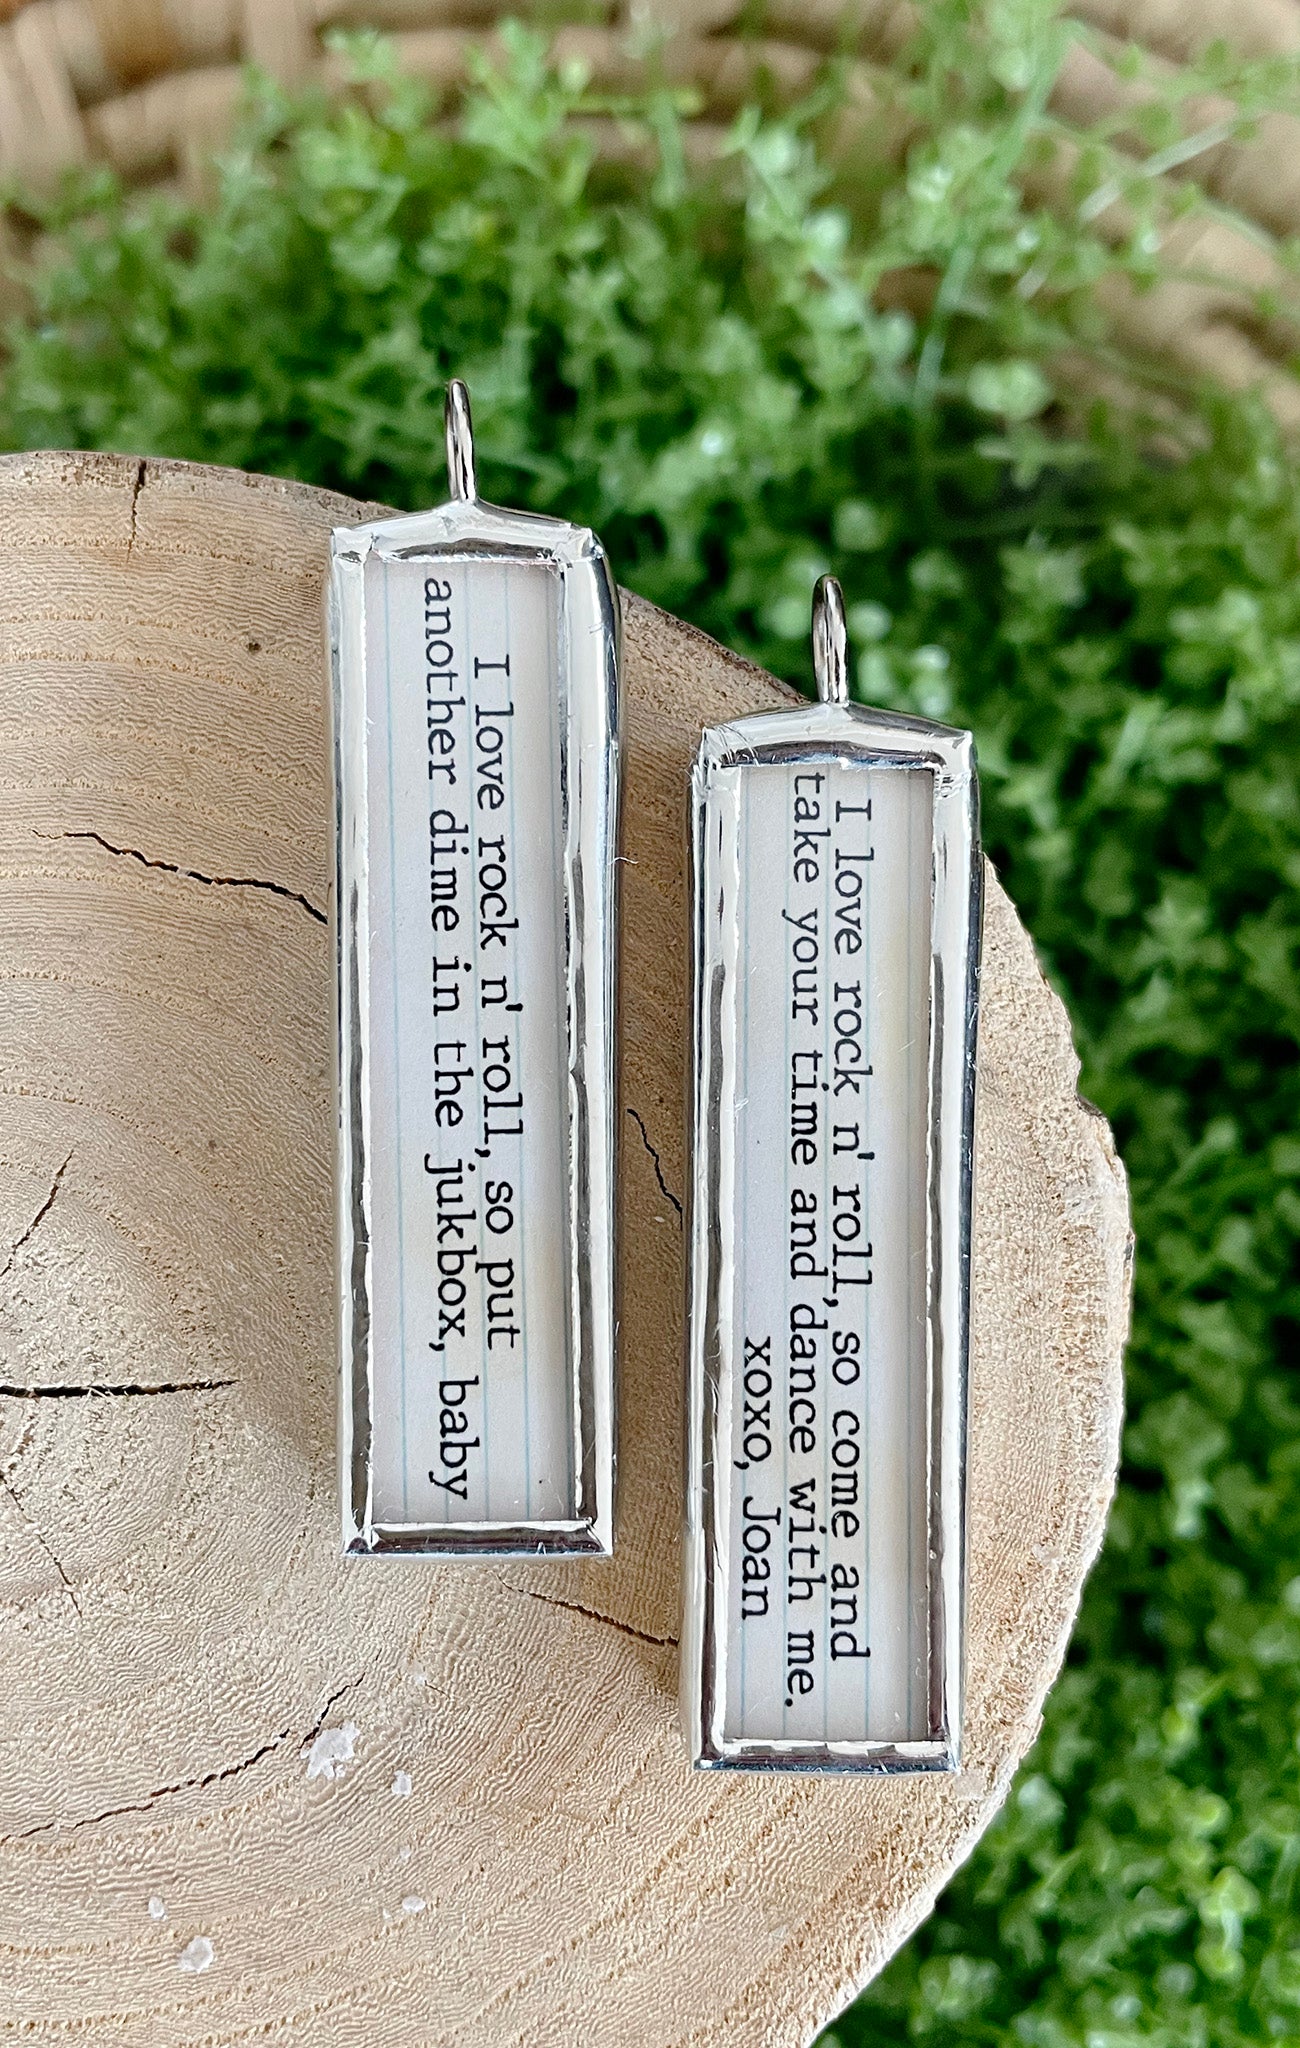 I love rock n' roll, so put
another dime in the jukbox, baby
I love rock n' roll, so come and
take your time and dance with me.
xoxo, Joan